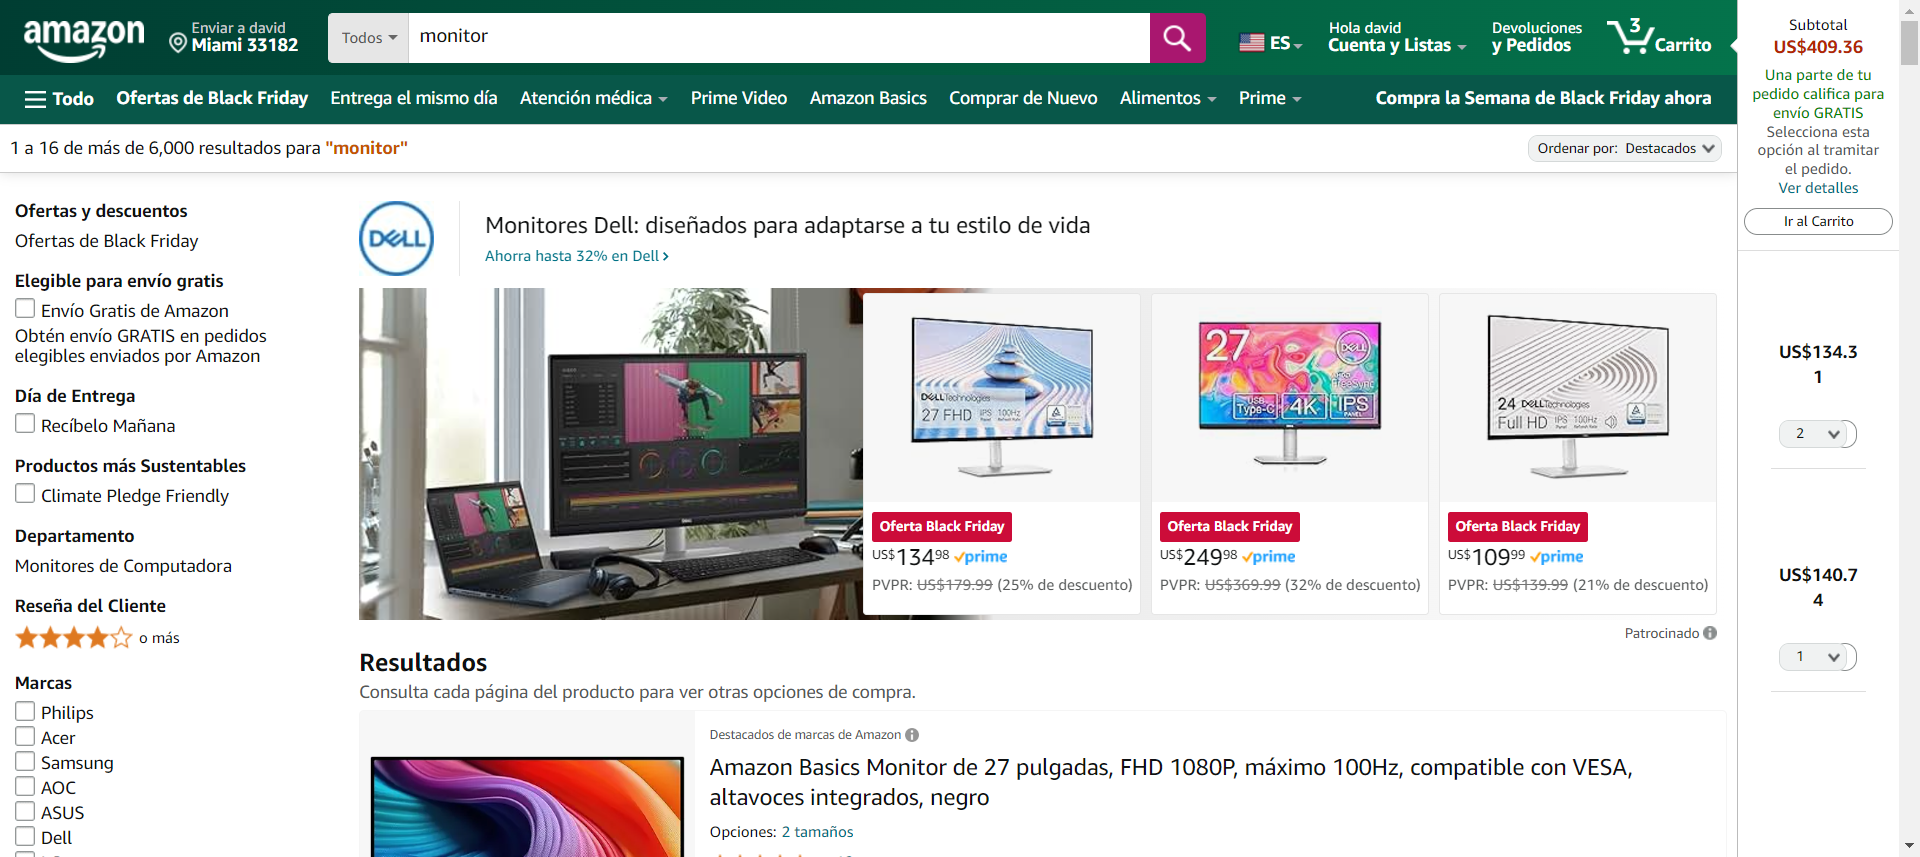 amazon
Enviar a david
Miami 33182
Todos
monitor
ES
Hola david
Cuenta y Listas
Devoluciones
y Pedidos
3
Carrito
Todo
Ofertas de Black Friday
Entrega el mismo día
Atención médica
Prime Video
Amazon Basics
Comprar de Nuevo
Alimentos
Prime
Compra la Semana de Black Friday ahora
1 a 16 de más de 6,000 resultados para "monitor"
Ordenar por: Destacados
Subtotal
US$409.36
Una parte de tu
pedido califica para
envío GRATIS
Selecciona esta
opción al tramitar
el pedido.
Ver detalles
Ir al Carrito
US$134.3
1
2
US$140.7
4
1
Ofertas y descuentos
Ofertas de Black Friday
Elegible para envío gratis
Envío Gratis de Amazon
Obtén envío GRATIS en pedidos
elegibles enviados por Amazon
Día de Entrega
Recíbelo Mañana
Productos más Sustentables
Climate Pledge Friendly
Departamento
Monitores de Computadora
Reseña del Cliente
o más
Marcas
Philips
Acer
Samsung
AOC
ASUS
Dell
DELL
Monitores Dell: diseñados para adaptarse a tu estilo de vida
Ahorra hasta 32% en Dell
DELLTechnologies
27 FHD IPS 100Hz
Oferta Black Friday
US$134.98 prime
PVPR: US$179.99 (25% de descuento)
27
DELL
FreeSync
USB Type-C
4K
IPS
Oferta Black Friday
US$249.98 prime
PVPR: US$369.99 (32% de descuento)
24 DELLTechnologies
Full HD IPS 100Hz
Oferta Black Friday
US$109.99 prime
PVPR: US$139.99 (21% de descuento)
Patrocinado
Resultados
Consulta cada página del producto para ver otras opciones de compra.
Destacados de marcas de Amazon
Amazon Basics Monitor de 27 pulgadas, FHD 1080P, máximo 100Hz, compatible con VESA,
altavoces integrados, negro
Opciones: 2 tamaños